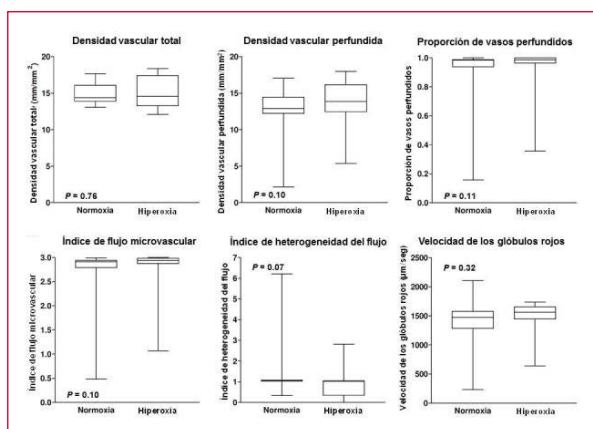 Densidad vascular total
Densidad vascular total (mm/mm²)
20
15
10
5
0
P = 0.76
Normoxia
Hiperoxia
Densidad vascular perfundida
Densidad vascular perfundida (mm/mm²)
20
15
10
5
0
P = 0.10
Normoxia
Hiperoxia
Proporción de vasos perfundidos
Proporción de vasos perfundidos
1.0
0.8
0.6
0.4
0.2
0.0
P = 0.11
Normoxia
Hiperoxia
Índice de flujo microvascular
Índice de flujo microvascular
3.0
2.5
2.0
1.5
1.0
0.5
0.0
P = 0.10
Normoxia
Hiperoxia
Índice de heterogeneidad del flujo
Índice de heterogeneidad del flujo
7
6
5
4
3
2
1
0
P = 0.07
Normoxia
Hiperoxia
Velocidad de los glóbulos rojos
Velocidad de los glóbulos rojos (µm/seg)
2500
2000
1500
1000
500
0
P = 0.32
Normoxia
Hiperoxia